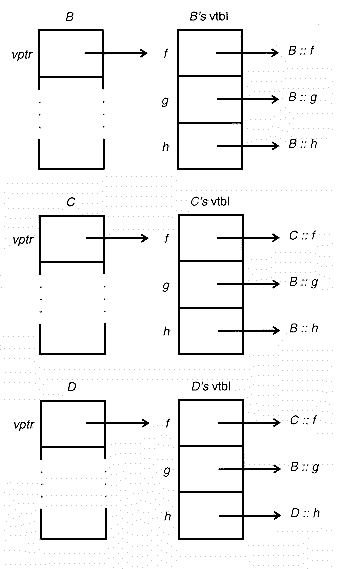 B B's vtbl
vptr f B :: f
g B :: g
h B :: h
C C's vtbl
vptr f C :: f
g B :: g
h B :: h
D D's vtbl
vptr f C :: f
g B :: g
h D :: h